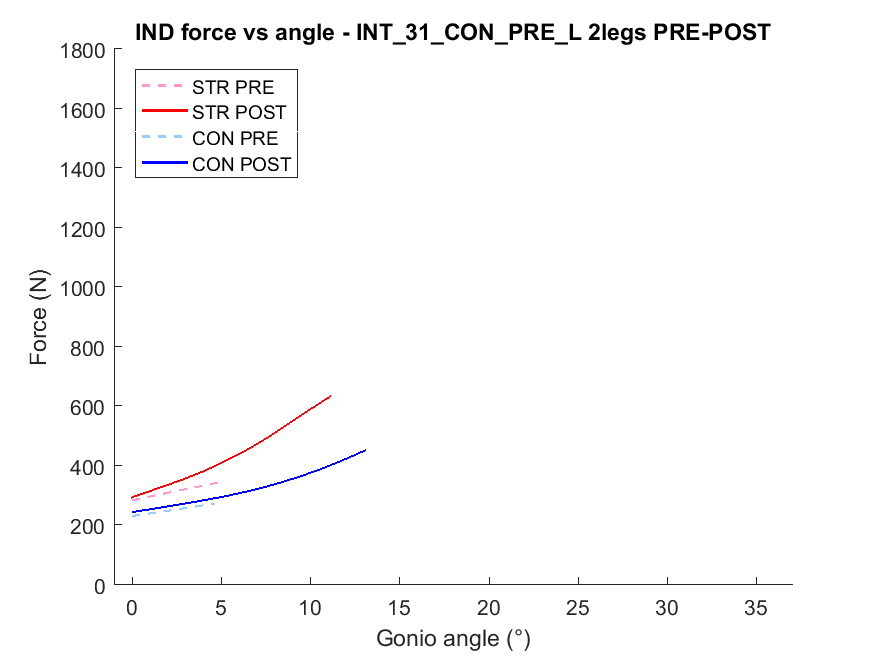 IND force vs angle - INT_31_CON_PRE_L 2legs PRE-POST
1800
1600
1400
1200
1000
800
600
400
200
0
STR PRE
STR POST
CON PRE
CON POST
Force (N)
0 5 10 15 20 25 30 35
Gonio angle (°)